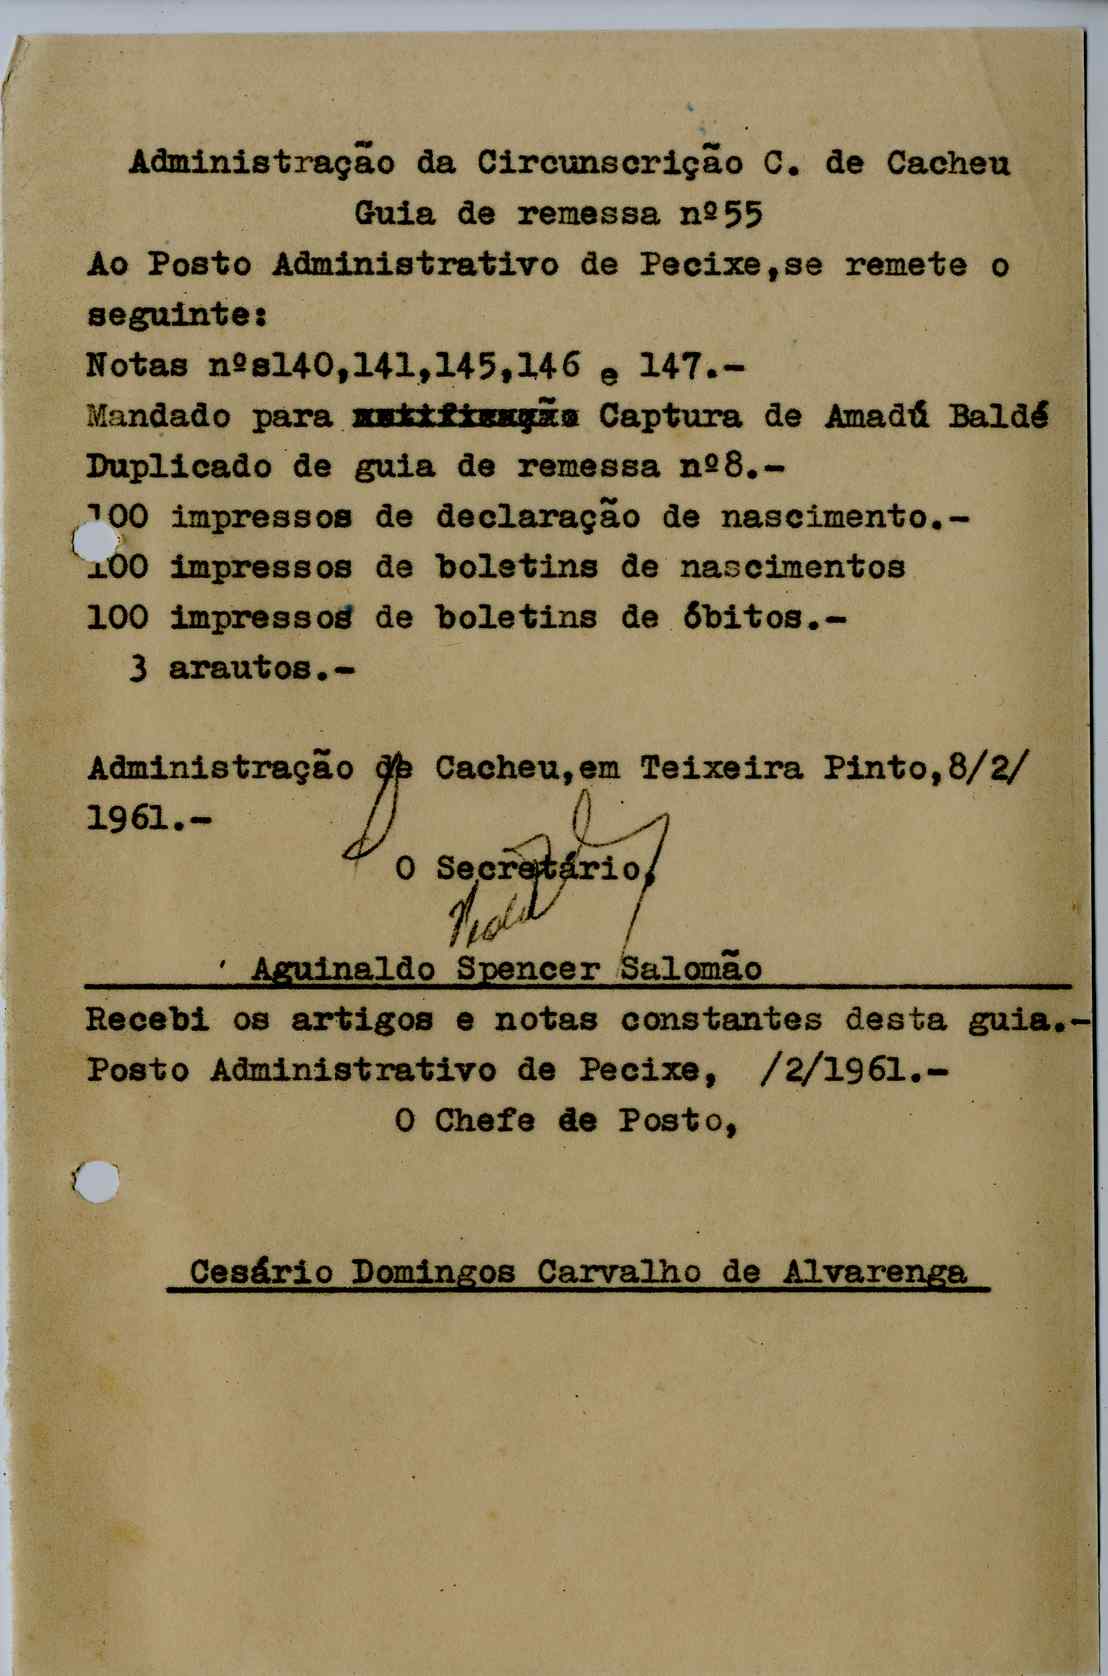 Administração da Circunscrição C. de Cacheu
Guia de remessa nº55
Ao Posto Administrativo de Pecixe,se remete o
seguinte:
Notas nºs140,141,145,146 e 147.-
Mandado para Captura de Amadú Baldé
Duplicado de guia de remessa nº8.-
100 impressos de declaração de nascimento.-
100 impressos de boletins de nascimentos
100 impressos de boletins de óbitos.-
3 arautos.-
Administração de Cacheu,em Teixeira Pinto,8/2/
1961.-
O Secretário,
Aguinaldo Spencer Salomão
Recebi os artigos e notas constantes desta guia.-
Posto Administrativo de Pecixe, /2/1961.-
O Chefe de Posto,
Cesário Domingos Carvalho de Alvarenga